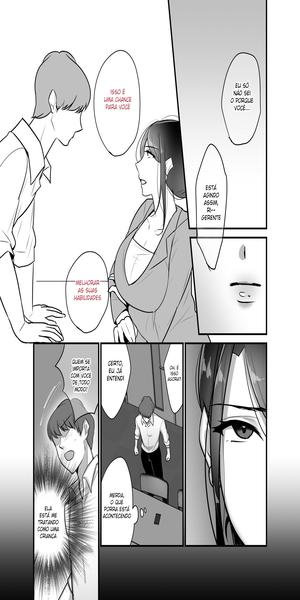 EU SÓ
NÃO SEI
O PORQUE
VOCÊ...
ESTÁ
AGINDO
ASSIM,
R--
GERENTE
ISSO É
UMA CHANCE
PARA VOCÊ
MELHORAR
AS SUAS
HABILIDADES
OH, É
ISSO
AGORA?
CERTO,
EU JÁ
ENTENDI
MERDA, O
QUE PORRA ESTÁ
ACONTECENDO
QUEM SE
IMPORTA
COM VOCÊ
DE TODO
MODO!
ELA
ESTÁ ME
TRATANDO
COMO UMA
CRIANÇA